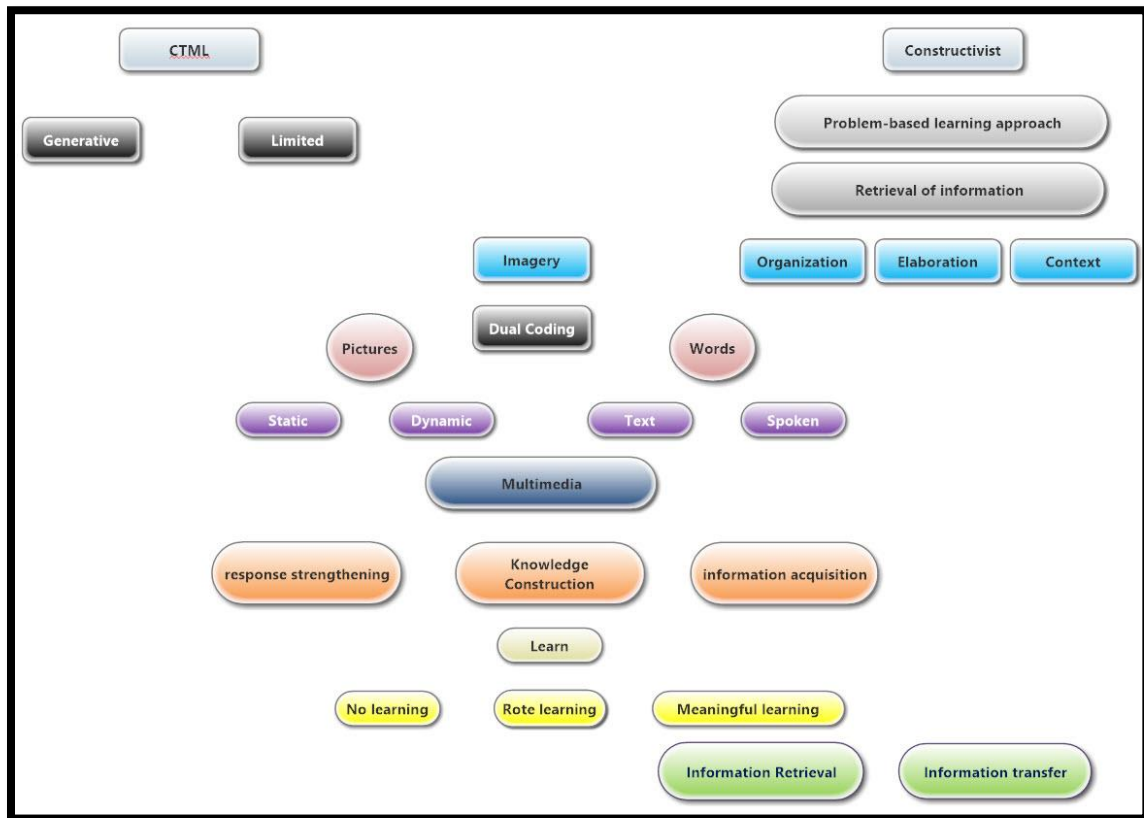 CTML
Constructivist
Problem-based learning approach
Generative
Limited
Retrieval of information
Imagery
Organization
Elaboration
Context
Dual Coding
Pictures
Words
Static
Dynamic
Text
Spoken
Multimedia
response strengthening
Knowledge
Construction
information acquisition
Learn
No learning
Rote learning
Meaningful learning
Information Retrieval
Information transfer